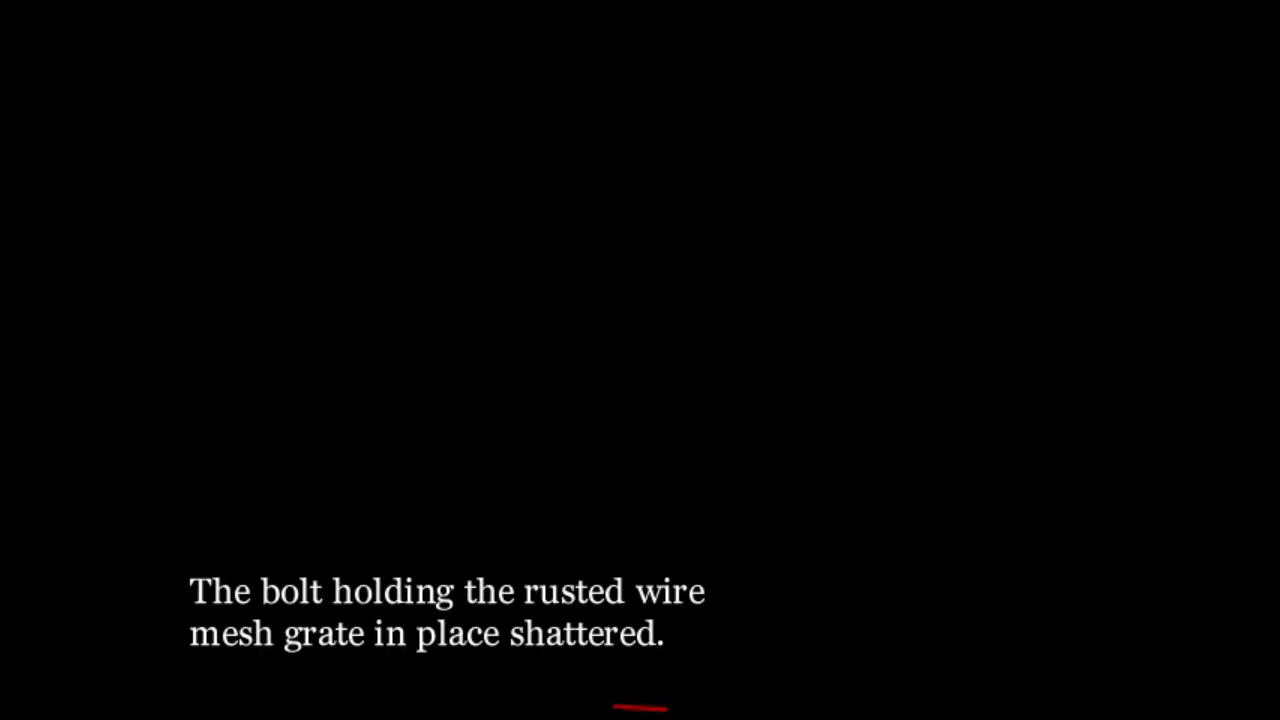 The bolt holding the rusted wire
mesh grate in place shattered.